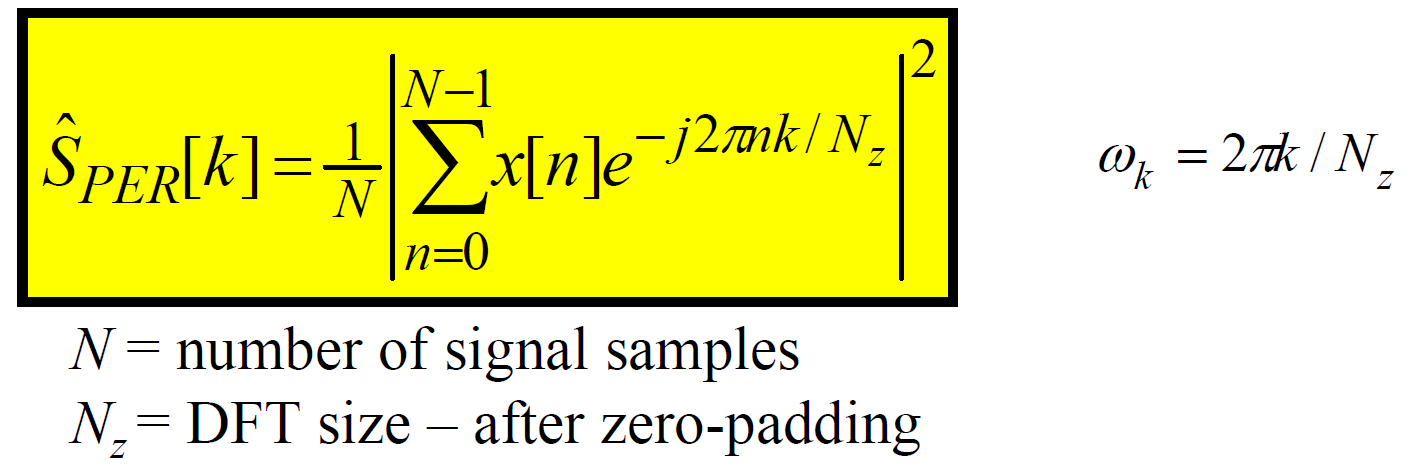 Ŝ_PER[k] = 1/N |∑_{n=0}^{N−1} x[n]e^{−j2πnk/N_z}|^2
ω_k = 2πk/N_z
N = number of signal samples
N_z = DFT size – after zero-padding